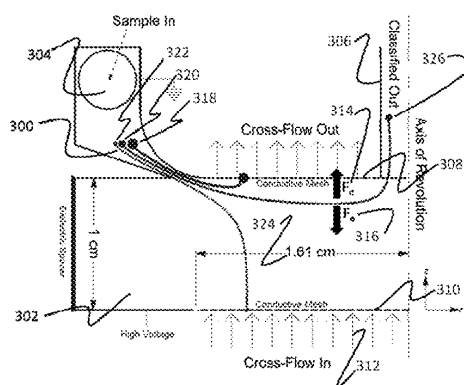 Sample In
304
322
320
318
300
306
Classified Out
326
314
Cross-Flow Out
Axis of Revolution
308
Conductive Mesh
F
F
316
324
1 cm
1.61 cm
302
High Voltage
Conductive Mesh
310
Cross-Flow In
312